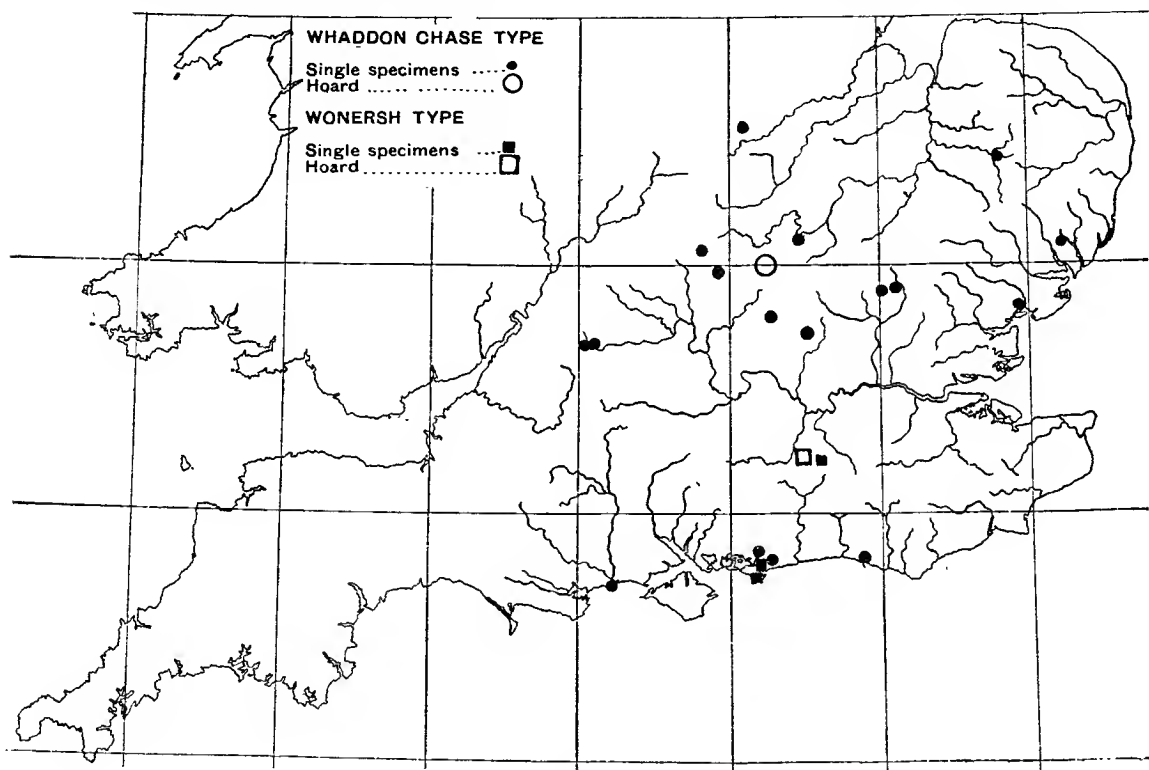 WHADDON CHASE TYPE
Single specimens .....
Hoard ..... ..........
WONERSH TYPE
Single specimens ....
Hoard ...............